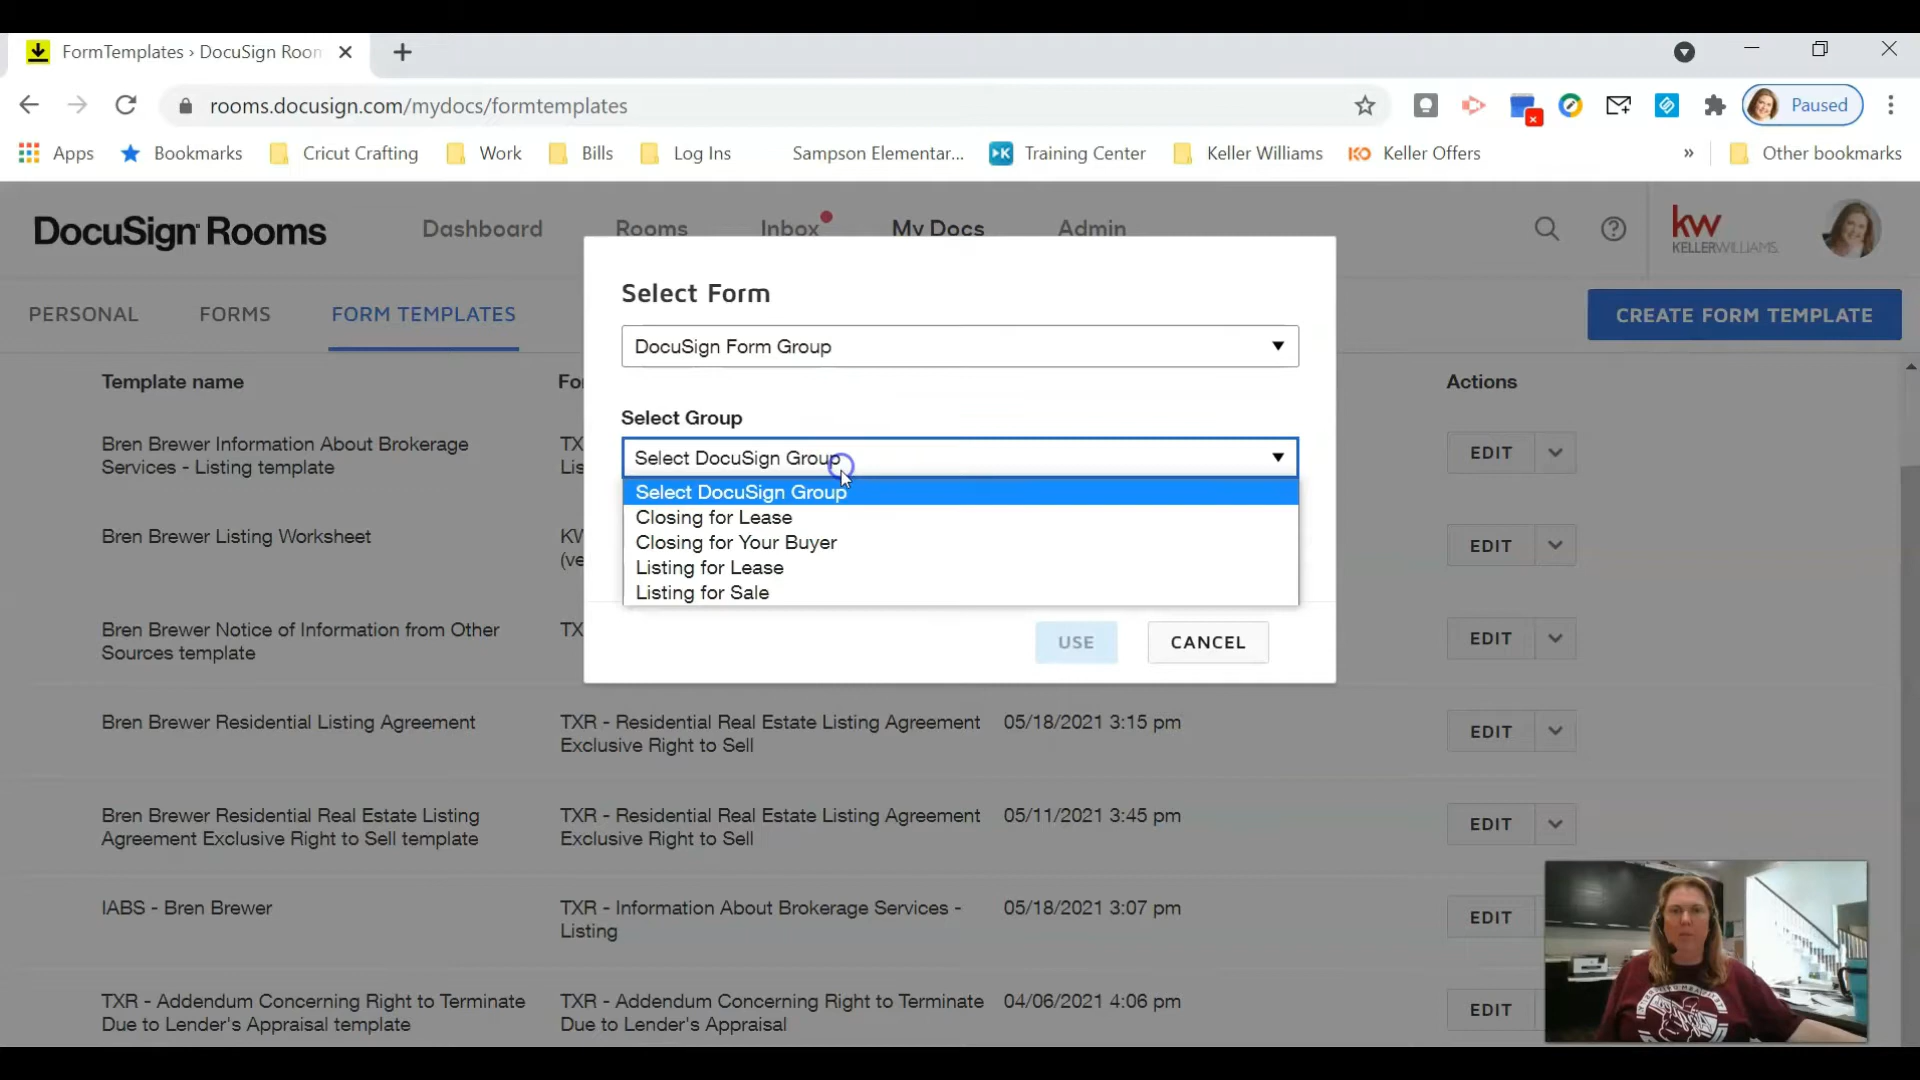 FormTemplates › DocuSign Room
rooms.docusign.com/mydocs/formtemplates
Paused
Apps
Bookmarks
Cricut Crafting
Work
Bills
Log Ins
Sampson Elementar...
Training Center
Keller Williams
KO Keller Offers
»
Other bookmarks
DocuSign Rooms
Dashboard
Rooms
Inbox
My Docs
Admin
kw
KELLERWILLIAMS.
PERSONAL
FORMS
FORM TEMPLATES
CREATE FORM TEMPLATE
Select Form
DocuSign Form Group
Select Group
Select DocuSign Group
Select DocuSign Group
Closing for Lease
Closing for Your Buyer
Listing for Lease
Listing for Sale
USE
CANCEL
Template name
Fo
Actions
Bren Brewer Information About Brokerage
Services - Listing template
TX
Lis
EDIT
Bren Brewer Listing Worksheet
KW
(ve
EDIT
Bren Brewer Notice of Information from Other
Sources template
TX
EDIT
Bren Brewer Residential Listing Agreement
TXR - Residential Real Estate Listing Agreement
Exclusive Right to Sell
05/18/2021 3:15 pm
EDIT
Bren Brewer Residential Real Estate Listing
Agreement Exclusive Right to Sell template
TXR - Residential Real Estate Listing Agreement
Exclusive Right to Sell
05/11/2021 3:45 pm
EDIT
IABS - Bren Brewer
TXR - Information About Brokerage Services -
Listing
05/18/2021 3:07 pm
EDIT
TXR - Addendum Concerning Right to Terminate
Due to Lender's Appraisal template
TXR - Addendum Concerning Right to Terminate
Due to Lender's Appraisal
04/06/2021 4:06 pm
EDIT